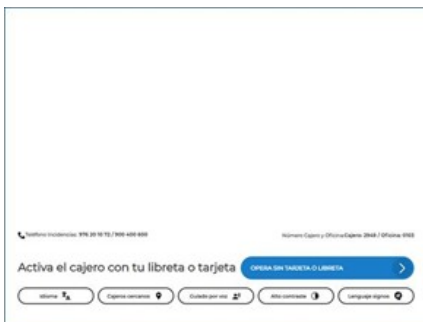 Teléfono Incidencias: 976 20 10 72 / 900 400 600
Número Cajero y Oficina: Cajero: 2948 / Oficina: 0103
Activa el cajero con tu libreta o tarjeta
OPERA SIN TARJETA O LIBRETA
Idioma
Cajeros cercanos
Guiado por voz
Alto contraste
Lenguaje signos